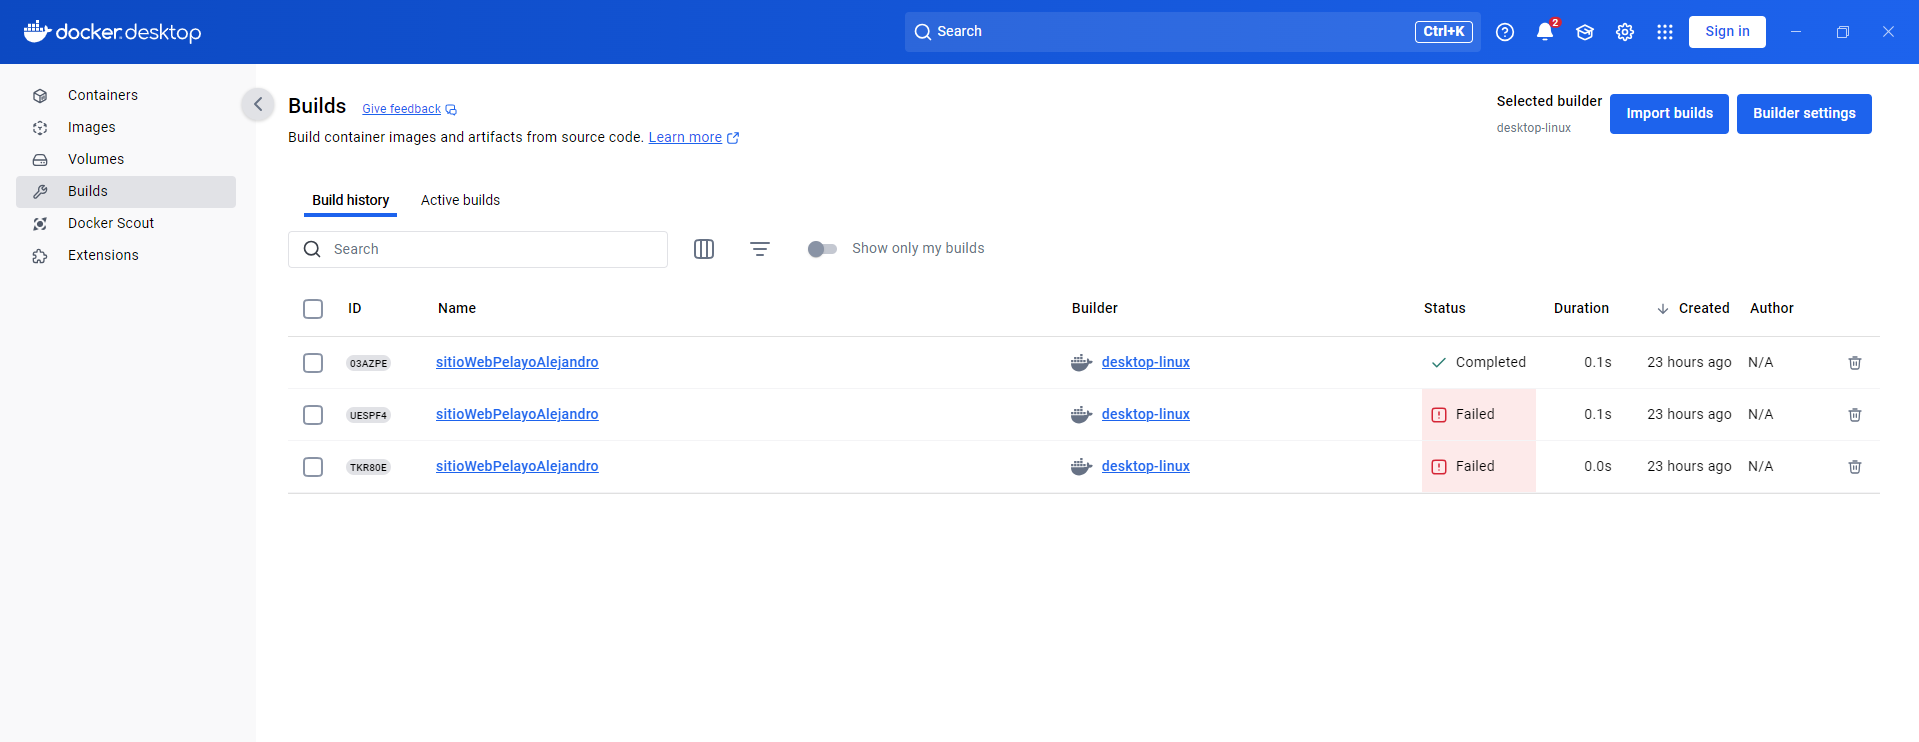 docker.desktop
Search
Ctrl+K
2
Sign in
Containers
Images
Volumes
Builds
Docker Scout
Extensions
Builds
Give feedback
Build container images and artifacts from source code. Learn more
Selected builder
desktop-linux
Import builds
Builder settings
Build history
Active builds
Search
Show only my builds
ID Name Builder Status Duration Created Author
03AZPE sitioWebPelayoAlejandro desktop-linux Completed 0.1s 23 hours ago N/A
UESPF4 sitioWebPelayoAlejandro desktop-linux Failed 0.1s 23 hours ago N/A
TKR80E sitioWebPelayoAlejandro desktop-linux Failed 0.0s 23 hours ago N/A